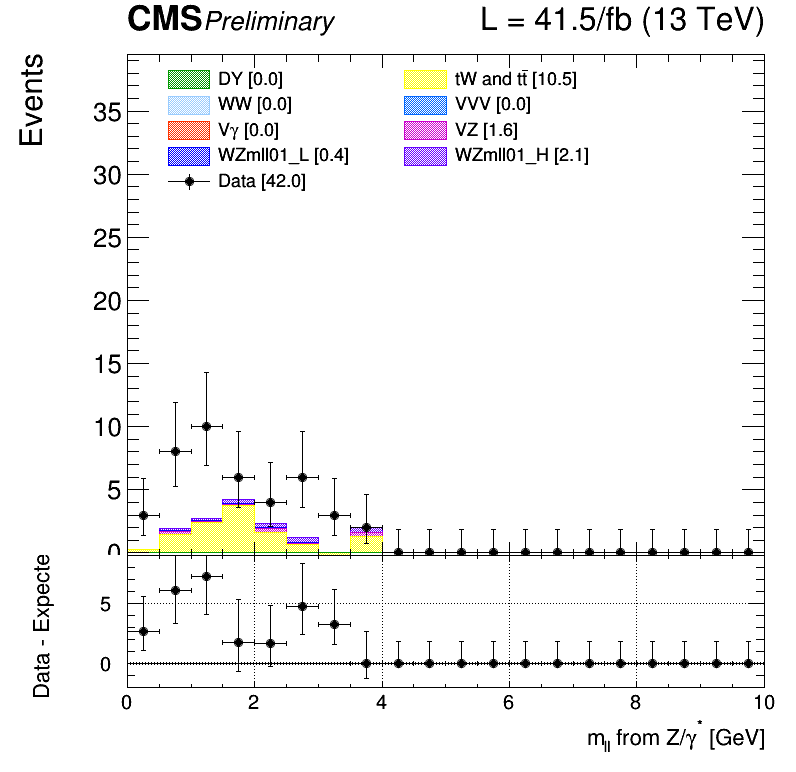 CMS Preliminary L = 41.5/fb (13 TeV)
Events
DY [0.0] tW and tt̄ [10.5]
WW [0.0] VVV [0.0]
Vγ [0.0] VZ [1.6]
WZmll01_L [0.4] WZmll01_H [2.1]
Data [42.0]
35
30
25
20
15
10
5
0
Data - Expecte
5
0
0 2 4 6 8 10
m_ll from Z/γ* [GeV]